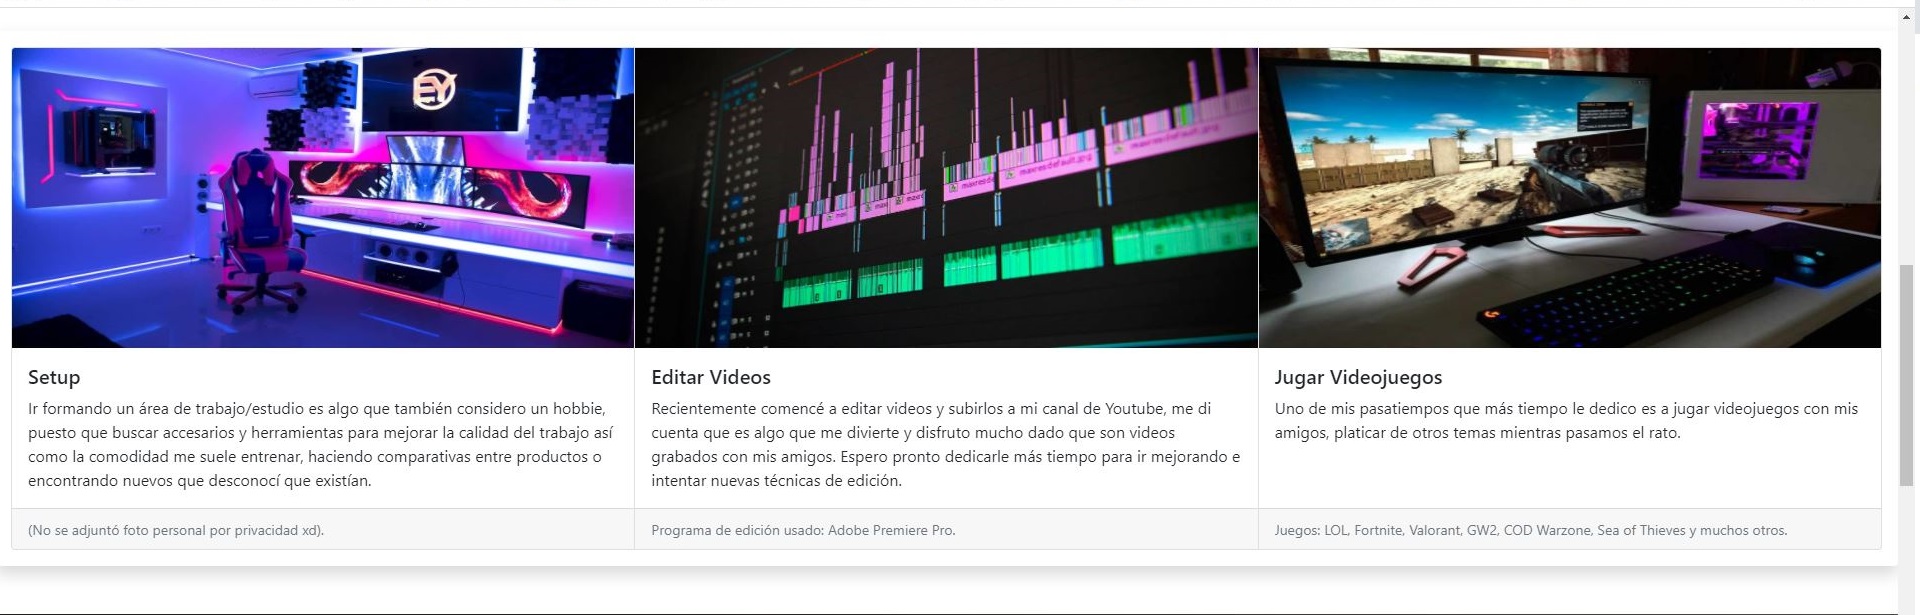 EY
Setup
Ir formando un área de trabajo/estudio es algo que también considero un hobbie,
puesto que buscar accesarios y herramientas para mejorar la calidad del trabajo así
como la comodidad me suele entrenar, haciendo comparativas entre productos o
encontrando nuevos que desconocí que existían.
(No se adjuntó foto personal por privacidad xd).
maxresdefault.jpg
Editar Videos
Recientemente comencé a editar videos y subirlos a mi canal de Youtube, me di
cuenta que es algo que me divierte y disfruto mucho dado que son videos
grabados con mis amigos. Espero pronto dedicarle más tiempo para ir mejorando e
intentar nuevas técnicas de edición.
Programa de edición usado: Adobe Premiere Pro.
Jugar Videojuegos
Uno de mis pasatiempos que más tiempo le dedico es a jugar videojuegos con mis
amigos, platicar de otros temas mientras pasamos el rato.
Juegos: LOL, Fortnite, Valorant, GW2, COD Warzone, Sea of Thieves y muchos otros.